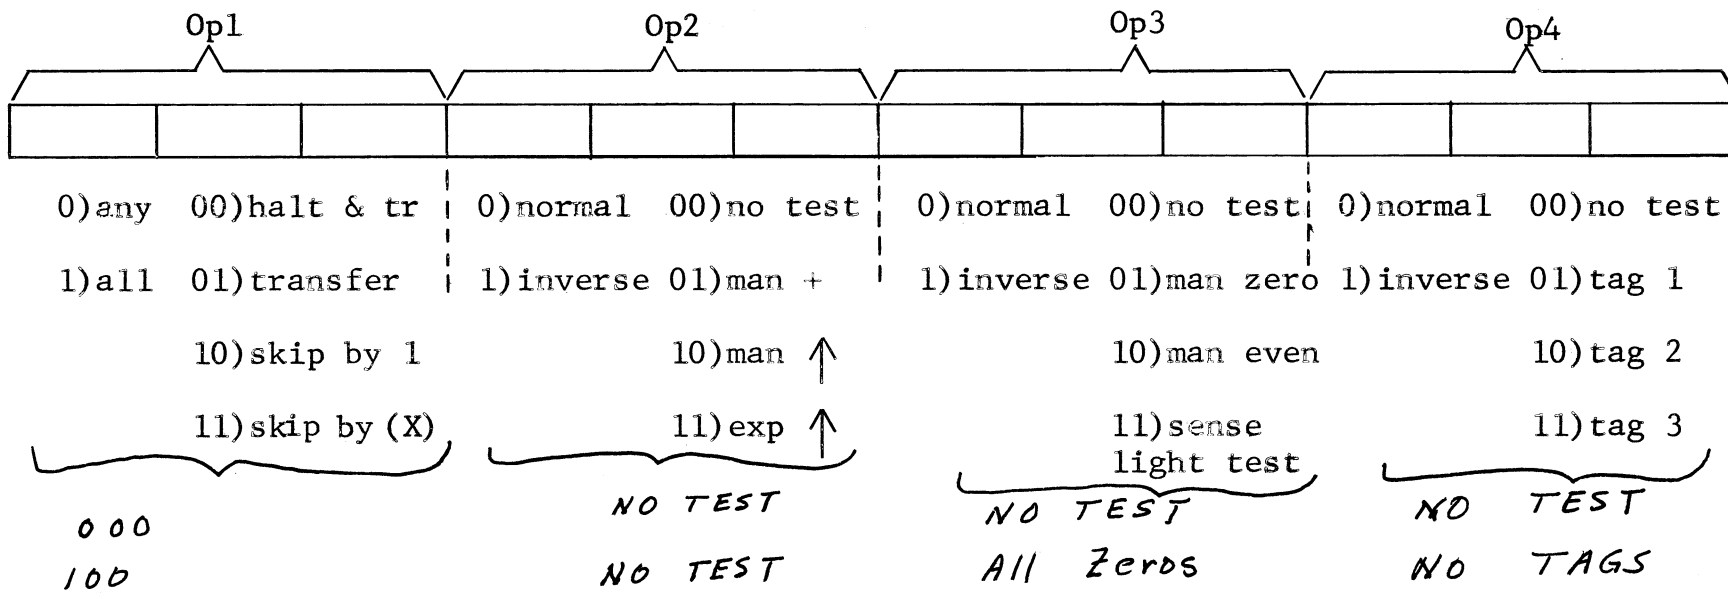 Op1 Op2 Op3 Op4
0)any 00)halt & tr 0)normal 00)no test 0)normal 00)no test 0)normal 00)no test
1)all 01)transfer 1)inverse 01)man + 1)inverse 01)man zero 1)inverse 01)tag 1
10)skip by 1 10)man ↑ 10)man even 10)tag 2
11)skip by (X) 11)exp ↑ 11)sense 11)tag 3
light test
000 NO TEST NO TEST NO TEST
100 NO TEST All Zeros NO TAGS